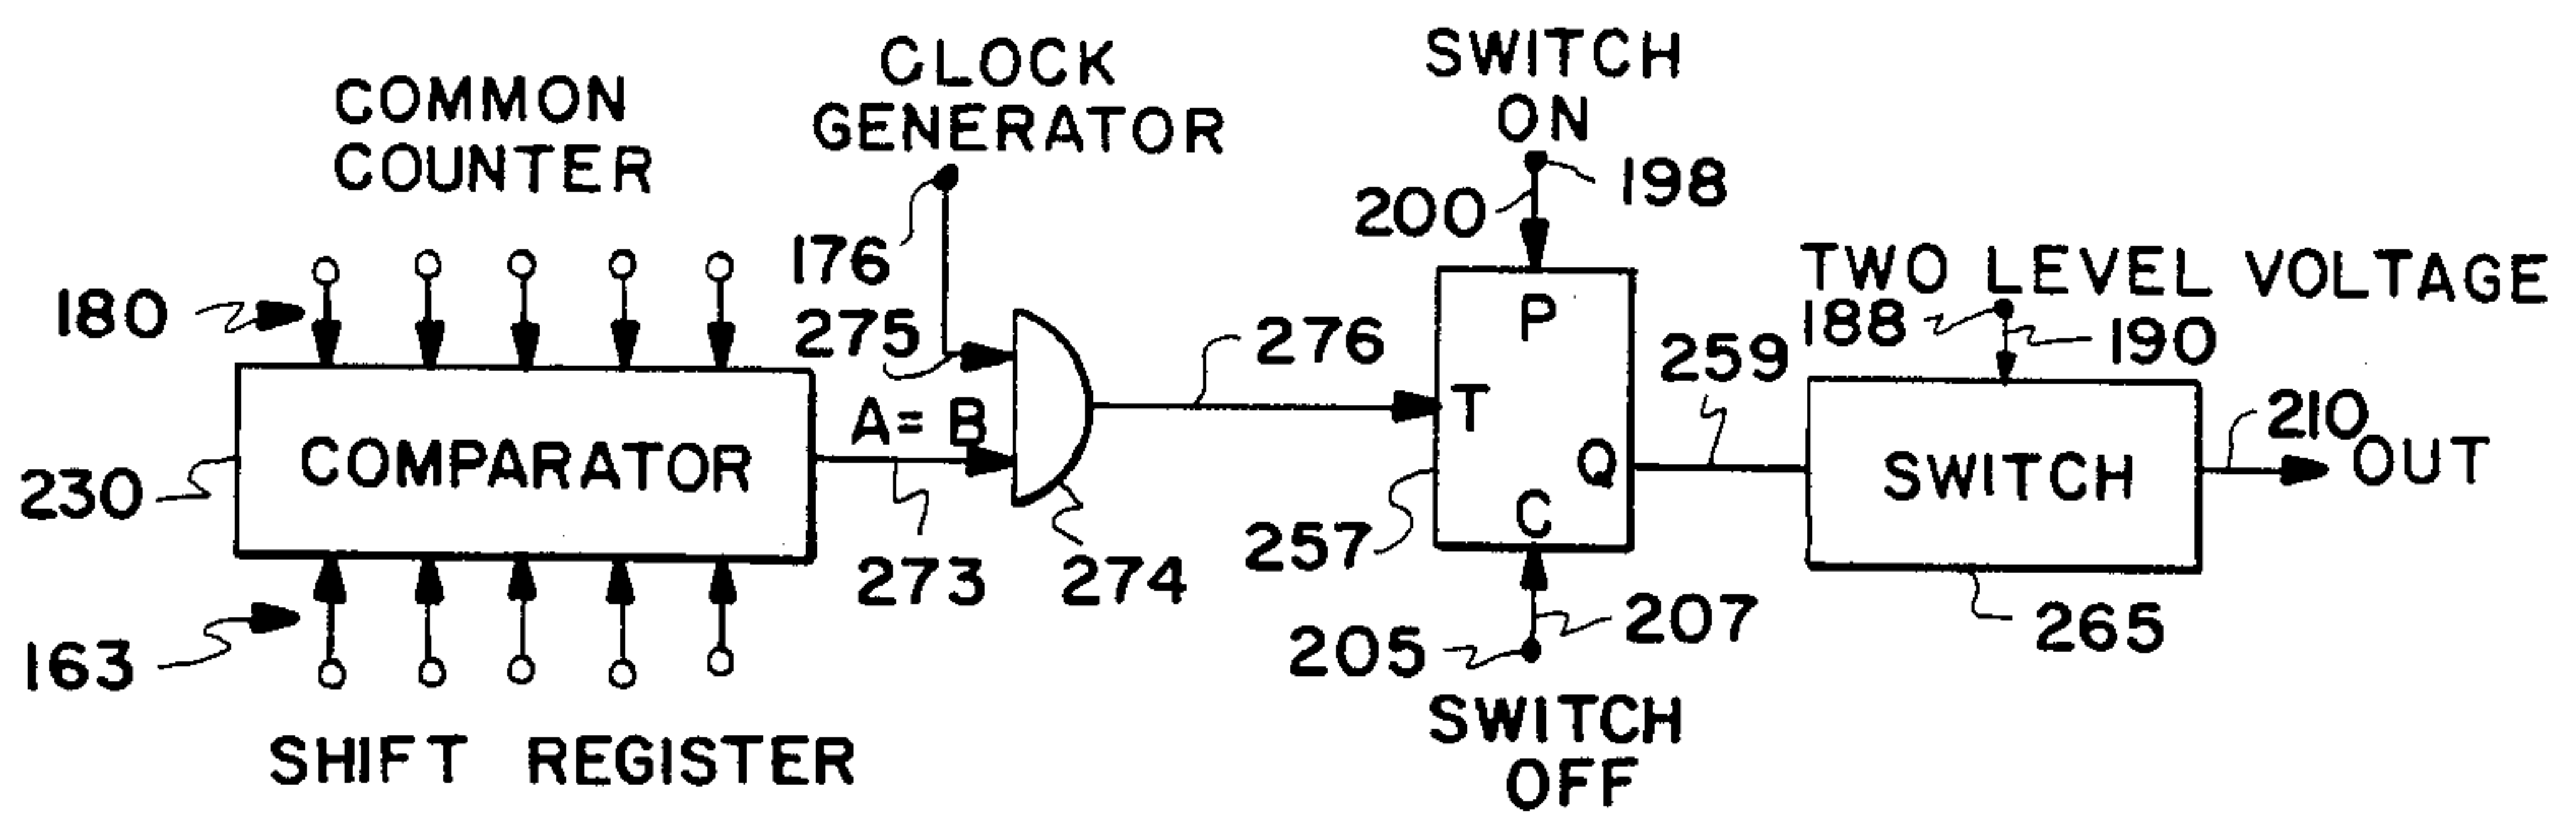 COMMON
COUNTER
CLOCK
GENERATOR
SWITCH
ON
198
200
176
180
275
TWO LEVEL VOLTAGE
188
190
P
276
259
A= B
T
210
OUT
230
COMPARATOR
Q
SWITCH
C
257
273
274
163
205
207
265
SHIFT REGISTER
SWITCH
OFF